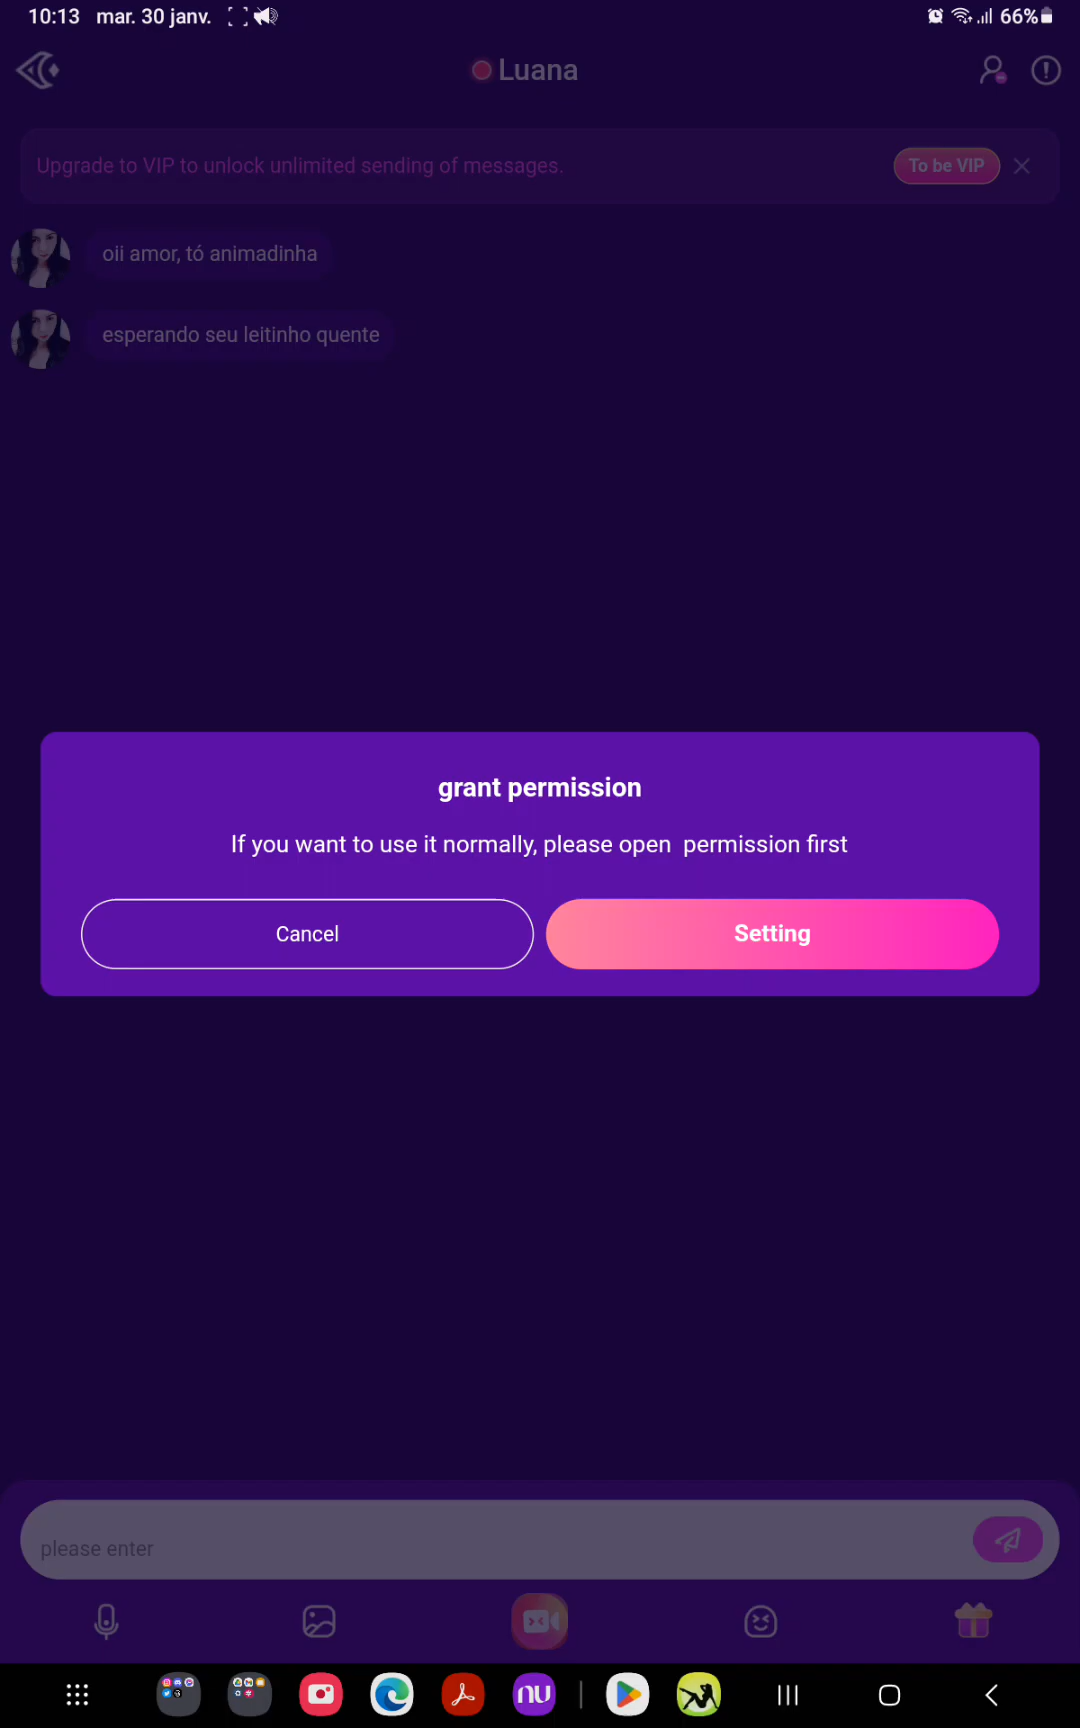 10:13 mar. 30 janv. 66%
Luana
Upgrade to VIP to unlock unlimited sending of messages. To be VIP
oii amor, tó animadinha
esperando seu leitinho quente
grant permission
If you want to use it normally, please open permission first
Cancel Setting
please enter
nu